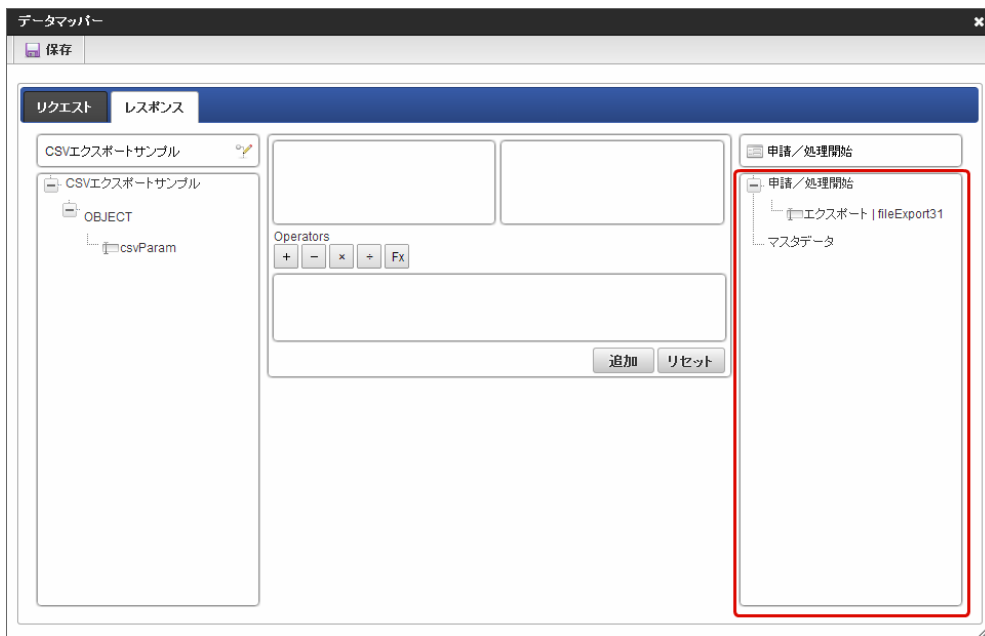 データマッパー
保存
リクエスト レスポンス
CSVエクスポートサンプル
CSVエクスポートサンプル
OBJECT
csvParam
Operators
+ − × ÷ Fx
追加 リセット
申請／処理開始
申請／処理開始
エクスポート | fileExport31
マスタデータ